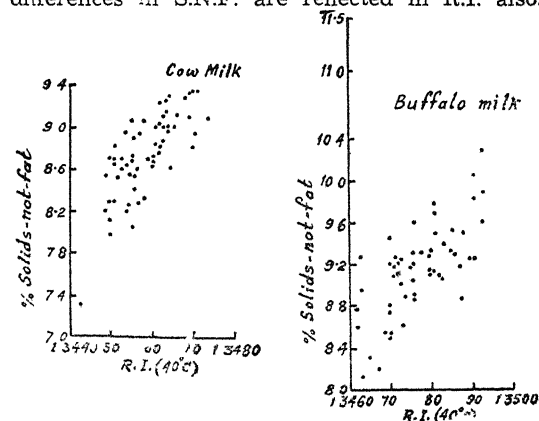 differences in S.N.F. are reflected in R.I. also.
Cow Milk
% Solids-not-fat
9.4
9.0
8.6
8.2
7.8
7.4
7.0
1 3440 50 60 70 1 3480
R.I. (40°C)
Buffalo milk
% Solids-not-fat
11.5
11.0
10.4
10.0
9.6
9.2
8.8
8.4
8.0
1 3460 70 80 90 1 3500
R.I. (40°C)